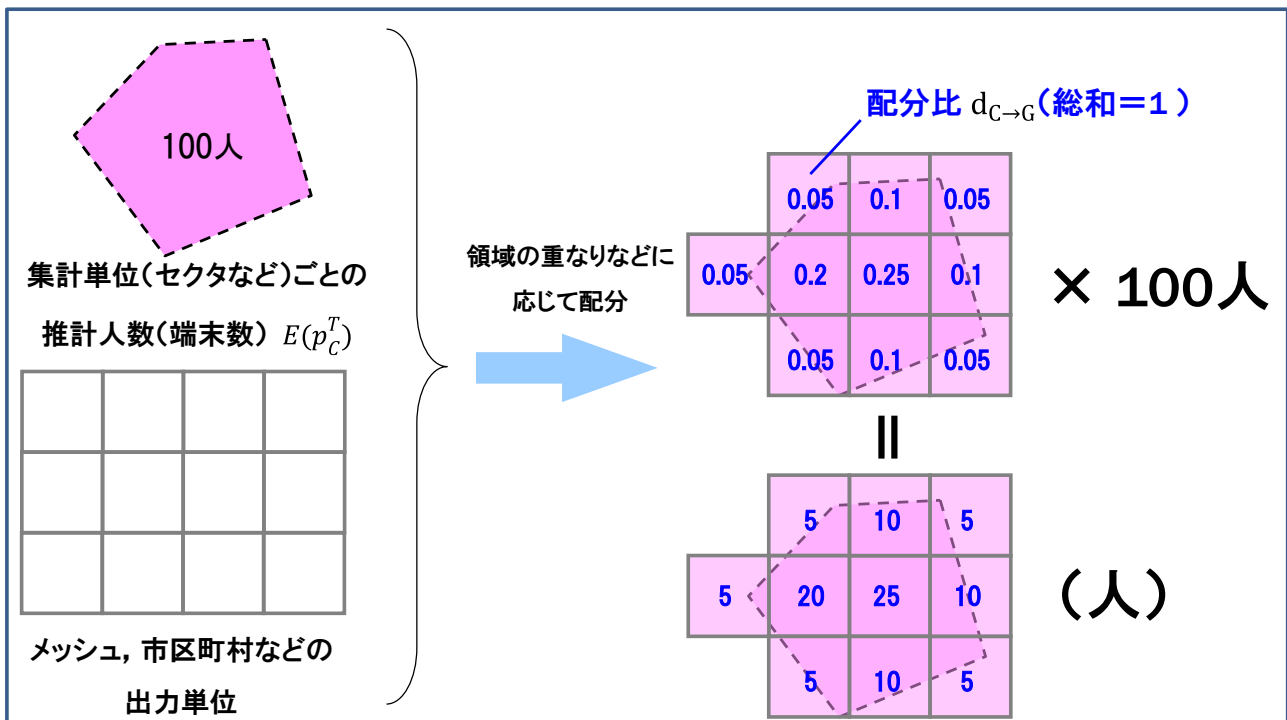 100人
集計単位(セクタなど)ごとの
推計人数(端末数) E(p_C^T)
メッシュ, 市区町村などの
出力単位
領域の重なりなどに
応じて配分
配分比 d_{C→G}(総和=1)
0.05 0.1 0.05
0.05 0.2 0.25 0.1
0.05 0.1 0.05
× 100人
=
5 10 5
5 20 25 10
5 10 5
(人)